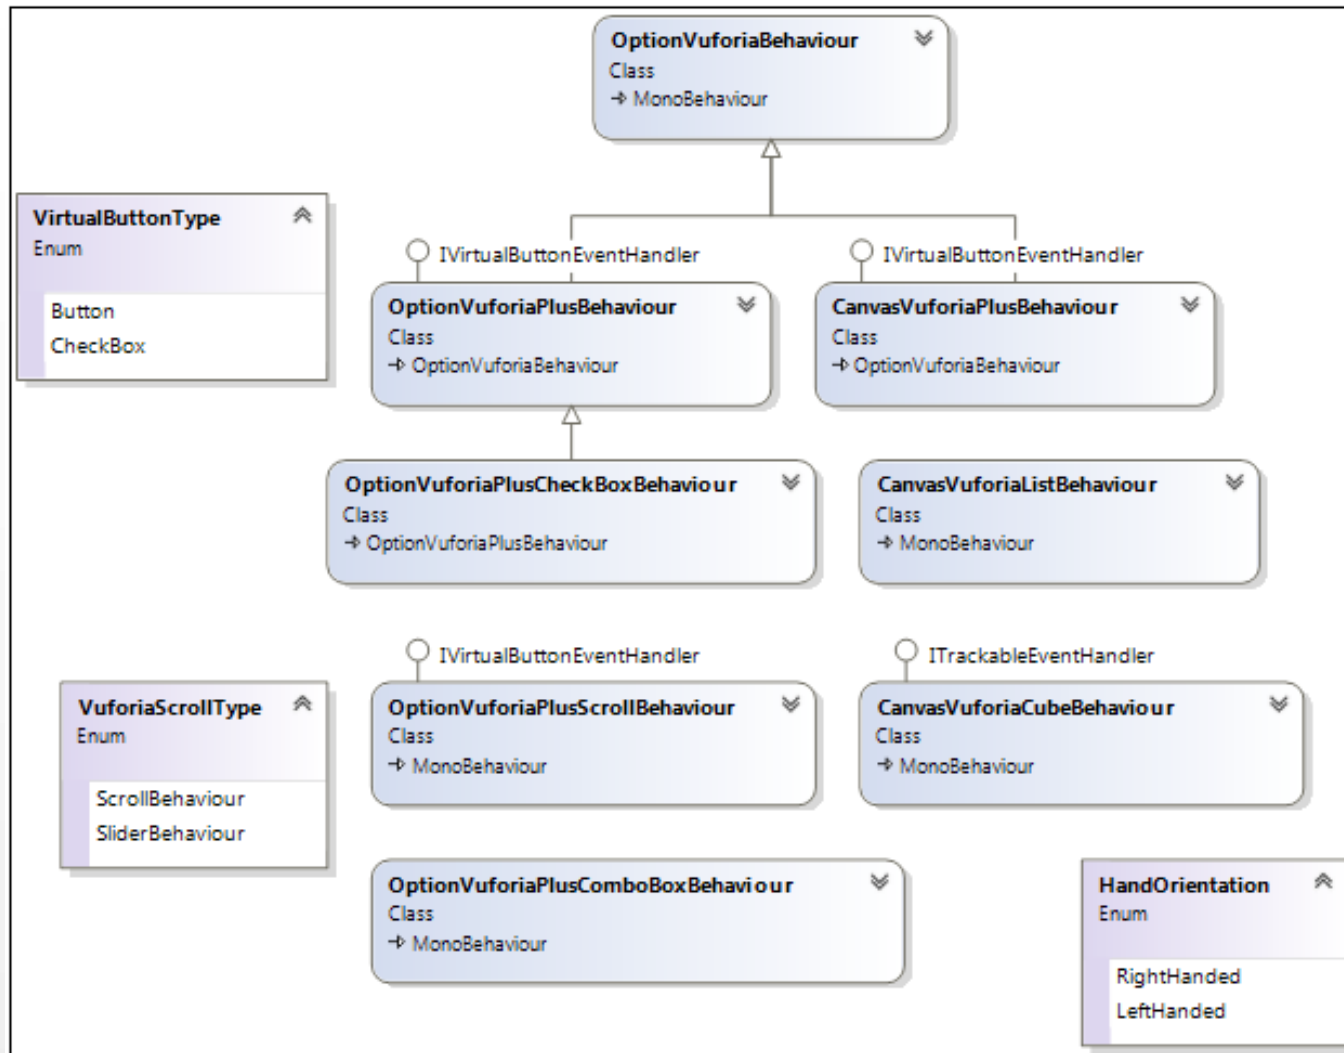 OptionVuforiaBehaviour
Class
MonoBehaviour
VirtualButtonType
Enum
Button
CheckBox
IVirtualButtonEventHandler
OptionVuforiaPlusBehaviour
Class
OptionVuforiaBehaviour
IVirtualButtonEventHandler
CanvasVuforiaPlusBehaviour
Class
OptionVuforiaBehaviour
OptionVuforiaPlusCheckBoxBehaviour
Class
OptionVuforiaPlusBehaviour
CanvasVuforiaListBehaviour
Class
MonoBehaviour
VuforiaScrollType
Enum
ScrollBehaviour
SliderBehaviour
IVirtualButtonEventHandler
OptionVuforiaPlusScrollBehaviour
Class
MonoBehaviour
ITrackableEventHandler
CanvasVuforiaCubeBehaviour
Class
MonoBehaviour
OptionVuforiaPlusComboBoxBehaviour
Class
MonoBehaviour
HandOrientation
Enum
RightHanded
LeftHanded